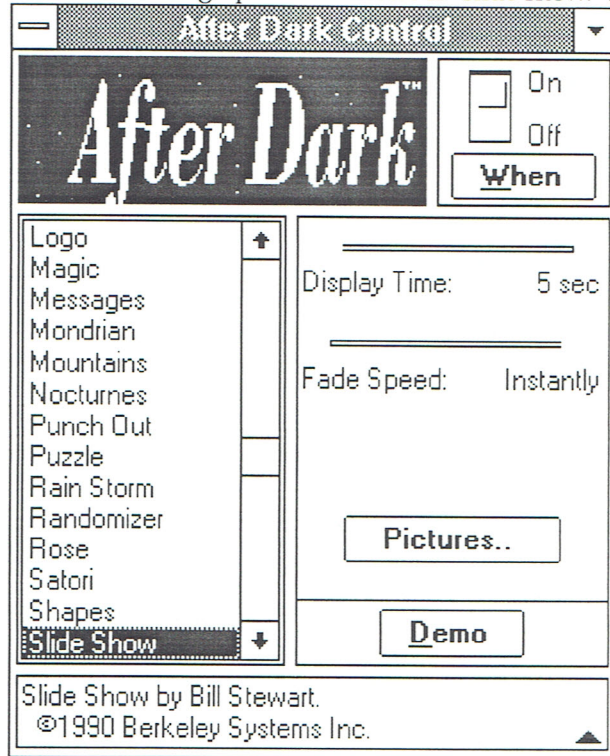 After Dark Control
After Dark™
On
Off
When
Logo
Magic
Messages
Mondrian
Mountains
Nocturnes
Punch Out
Puzzle
Rain Storm
Randomizer
Rose
Satori
Shapes
Slide Show
Display Time: 5 sec
Fade Speed: Instantly
Pictures..
Demo
Slide Show by Bill Stewart.
©1990 Berkeley Systems Inc.